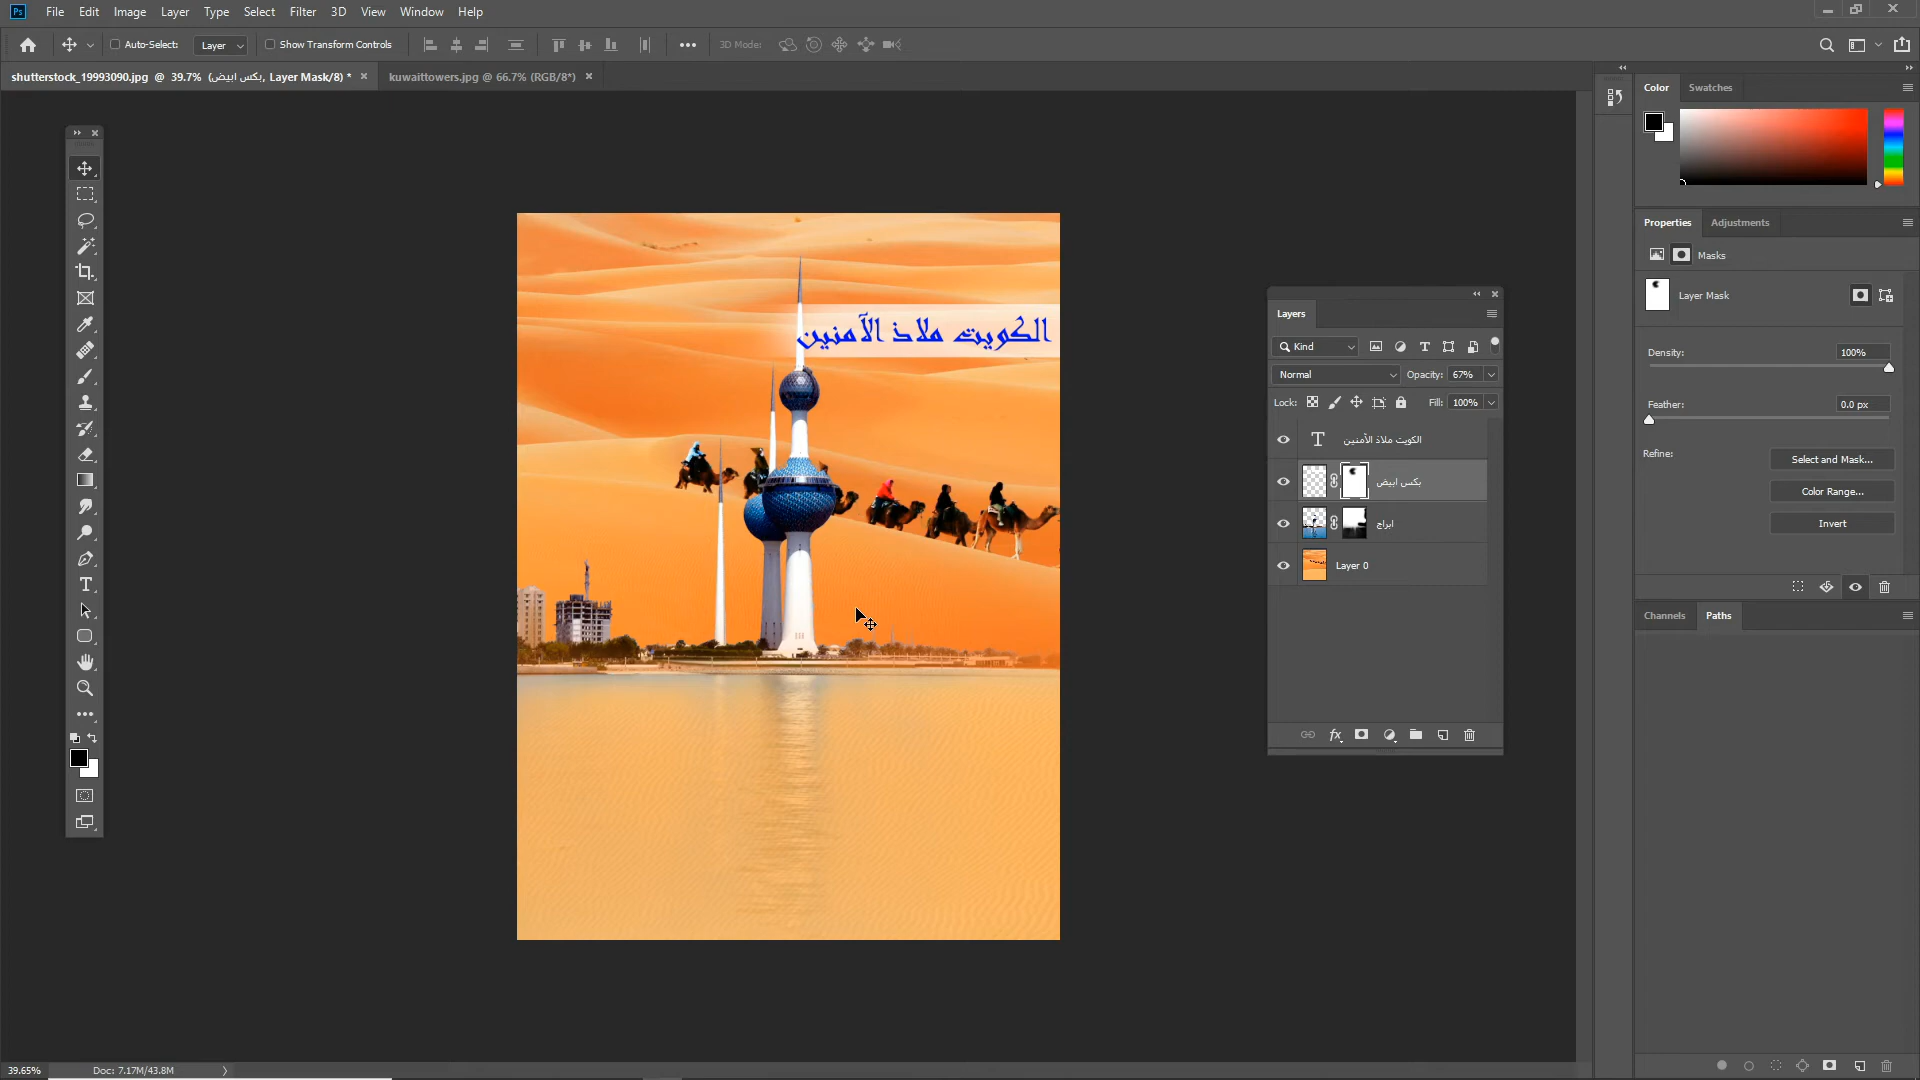 Ps File Edit Image Layer Type Select Filter 3D View Window Help
Auto-Select: Layer Show Transform Controls 3D Mode:
shutterstock_19993090.jpg @ 39.7% (بكس ابيض, Layer Mask/8) * kuwaittowers.jpg @ 66.7% (RGB/8*)
الكويت ملاذ الآمنين
T
Layers
Kind
Normal Opacity: 67%
Lock: Fill: 100%
الكويت ملاذ الآمنين
بكس ابيض
ابراج
Layer 0
fx
Color Swatches
Properties Adjustments
Masks
Layer Mask
Density: 100%
Feather: 0.0 px
Refine: Select and Mask...
Color Range...
Invert
Channels Paths
39.65% Doc: 7.17M/43.8M